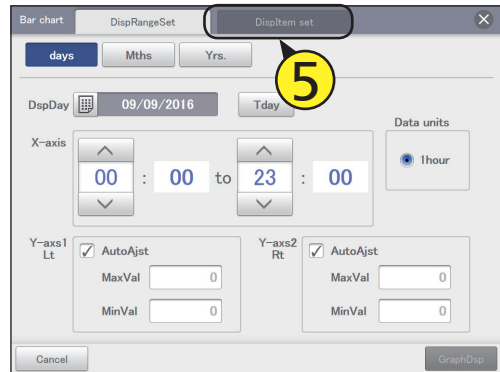 Bar chart DispRangeSet DispItem set
days Mths Yrs.
5
DspDay 09/09/2016 Tday
Data units
X-axis
1hour
00 : 00 to 23 : 00
Y-axs1 Lt AutoAjst Y-axs2 Rt AutoAjst
MaxVal 0 MaxVal 0
MinVal 0 MinVal 0
Cancel GraphDsp